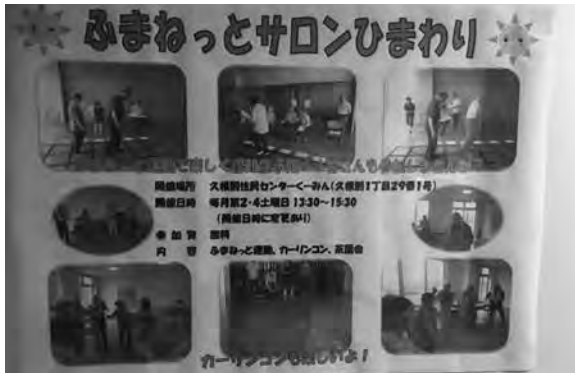 ふまねっとサロンひまわり
開催場所 久根別住民センターくーみん(久根別1丁目29番1号)
開催日時 毎月第2・4土曜日 13:30~15:30
(開催日時に変更あり)
参加費 無料
内容 ふまねっと運動、カーリンコン、茶話会
カーリンコンも楽しいよ!